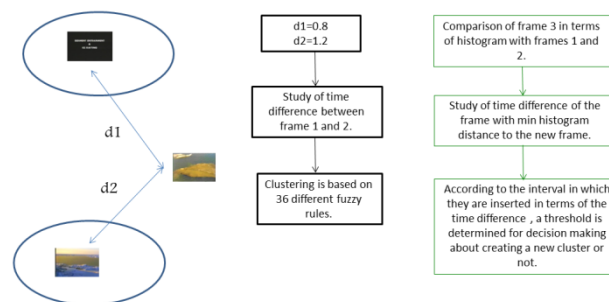 d1
d2
d1=0.8
d2=1.2
Study of time
difference between
frame 1 and 2.
Clustering is based on
36 different fuzzy
rules.
Comparison of frame 3 in terms
of histogram with frames 1 and
2.
Study of time difference of the
frame with min histogram
distance to the new frame.
According to the interval in which
they are inserted in terms of the
time difference , a threshold is
determined for decision making
about creating a new cluster or
not.